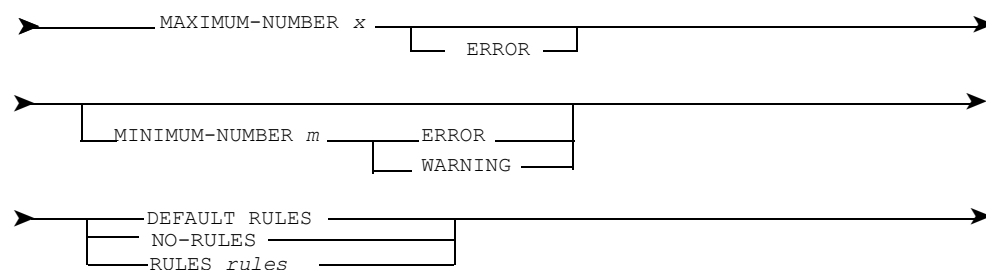 MAXIMUM-NUMBER x
ERROR
MINIMUM-NUMBER m
ERROR
WARNING
DEFAULT RULES
NO-RULES
RULES rules